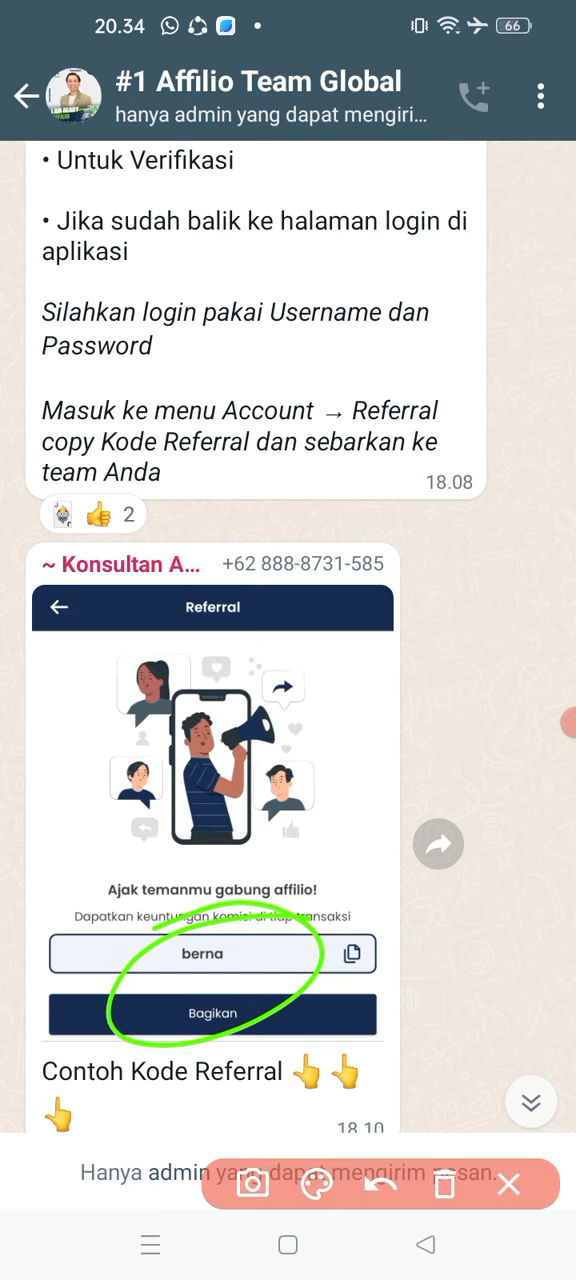 20.34
66
#1 Affilio Team Global
hanya admin yang dapat mengiri...
• Untuk Verifikasi
• Jika sudah balik ke halaman login di
aplikasi
Silahkan login pakai Username dan
Password
Masuk ke menu Account → Referral
copy Kode Referral dan sebarkan ke
team Anda
18.08
👍 2
~ Konsultan A... +62 888-8731-585
Referral
Ajak temanmu gabung affilio!
Dapatkan keuntungan komisi di tiap transaksi
berna
Bagikan
Contoh Kode Referral 👆👆
👆
18.10
Hanya admin yang dapat mengirim pesan.